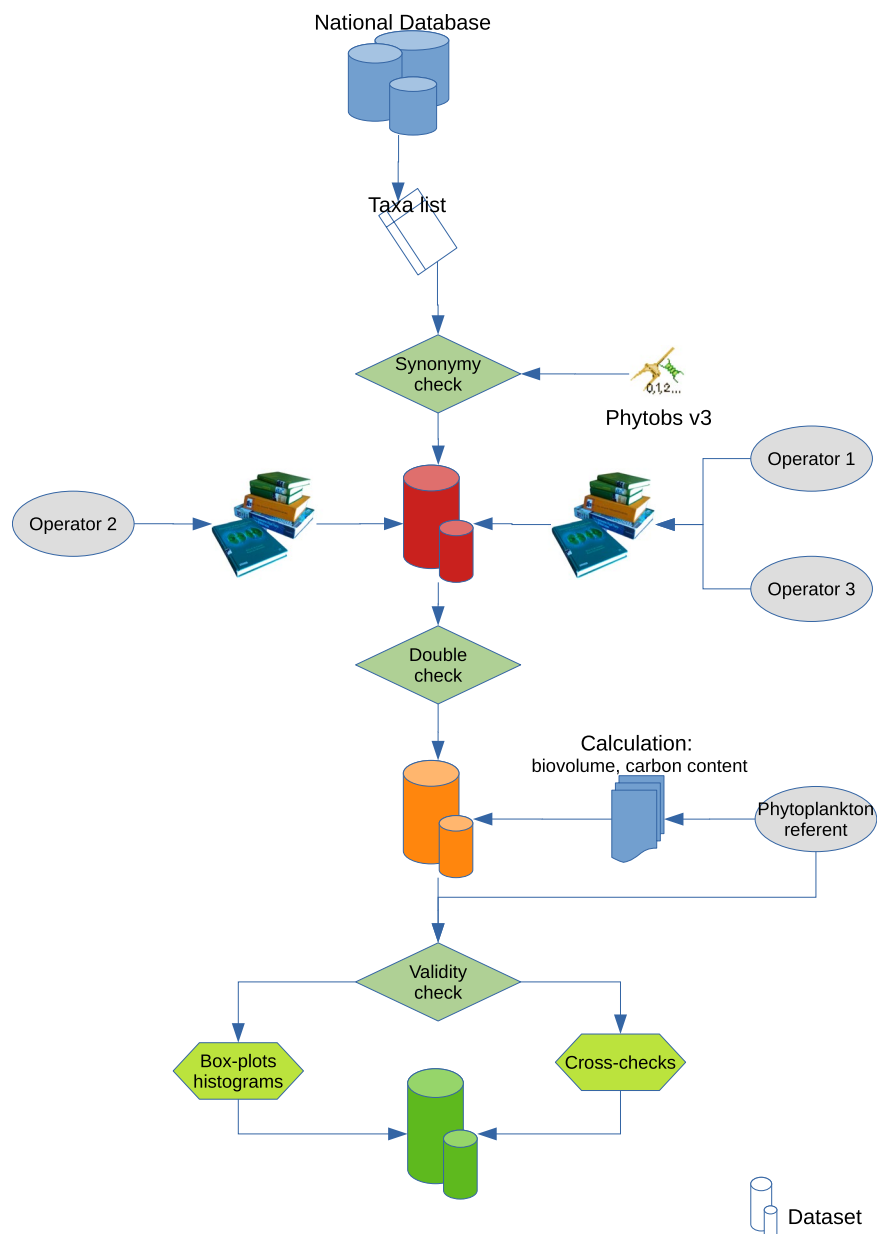 National Database
Taxa list
Synonymy
check
0,1,2...
Phytobs v3
Operator 1
Operator 2
Operator 3
Double
check
Calculation:
biovolume, carbon content
Phytoplankton
referent
Validity
check
Box-plots
histograms
Cross-checks
Dataset